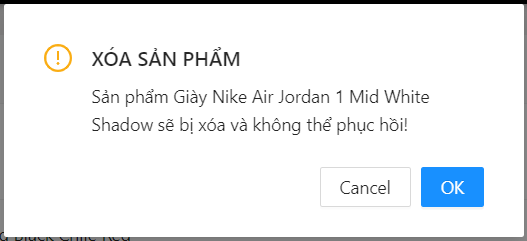 XÓA SẢN PHẨM
Sản phẩm Giày Nike Air Jordan 1 Mid White
Shadow sẽ bị xóa và không thể phục hồi!
Cancel
OK